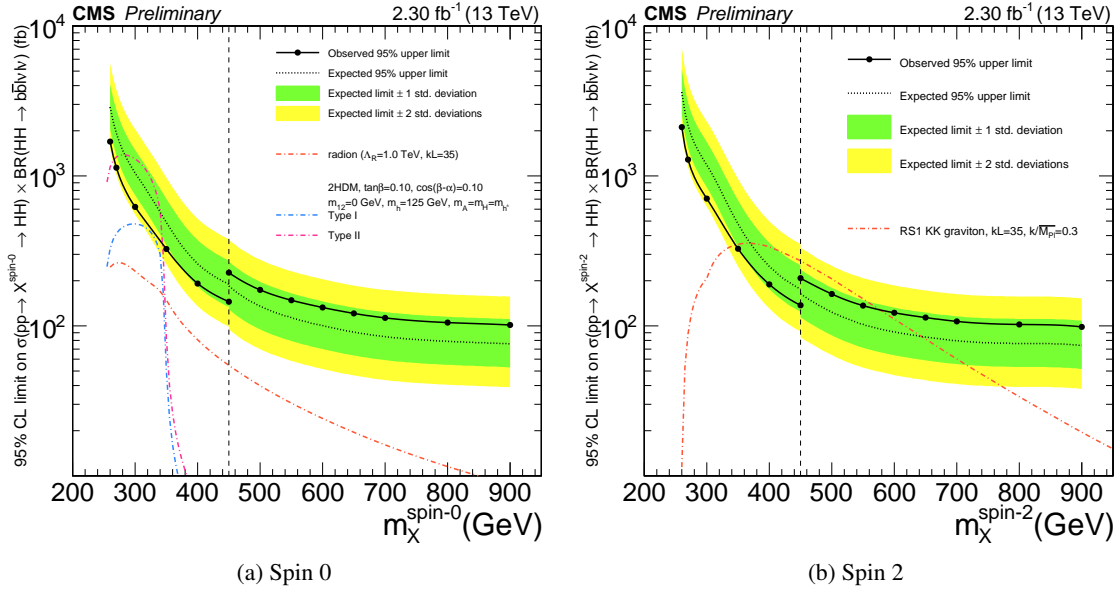 CMS Preliminary 2.30 fb⁻¹ (13 TeV)
95% CL limit on σ(pp→ X^spin-0 → HH) × BR(HH → bb̄lνlν) (fb)
10⁴
10³
10²
Observed 95% upper limit
Expected 95% upper limit
Expected limit ± 1 std. deviation
Expected limit ± 2 std. deviations
radion (Λ_R=1.0 TeV, kL=35)
2HDM, tanβ=0.10, cos(β-α)=0.10
m₁₂=0 GeV, m_h=125 GeV, m_A=m_H=m_h⁺
Type I
Type II
200 300 400 500 600 700 800 900
m_X^spin-0 (GeV)
(a) Spin 0
CMS Preliminary 2.30 fb⁻¹ (13 TeV)
95% CL limit on σ(pp→ X^spin-2 → HH) × BR(HH → bb̄lνlν) (fb)
10⁴
10³
10²
Observed 95% upper limit
Expected 95% upper limit
Expected limit ± 1 std. deviation
Expected limit ± 2 std. deviations
RS1 KK graviton, kL=35, k/M̅_Pl=0.3
200 300 400 500 600 700 800 900
m_X^spin-2 (GeV)
(b) Spin 2